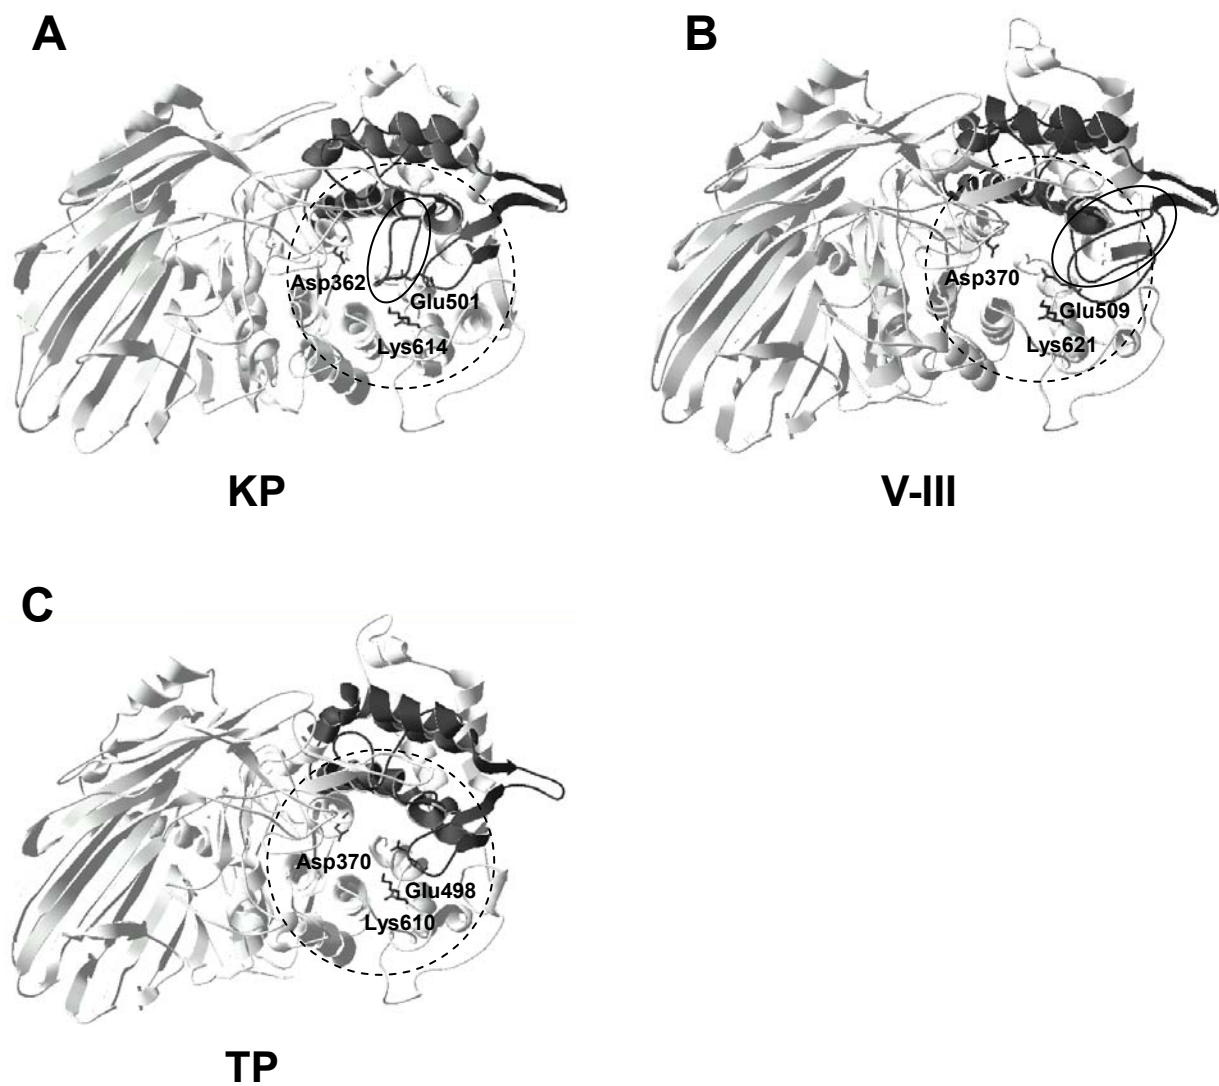 A
Asp362
Glu501
Lys614
KP
B
Asp370
Glu509
Lys621
V-III
C
Asp370
Glu498
Lys610
TP